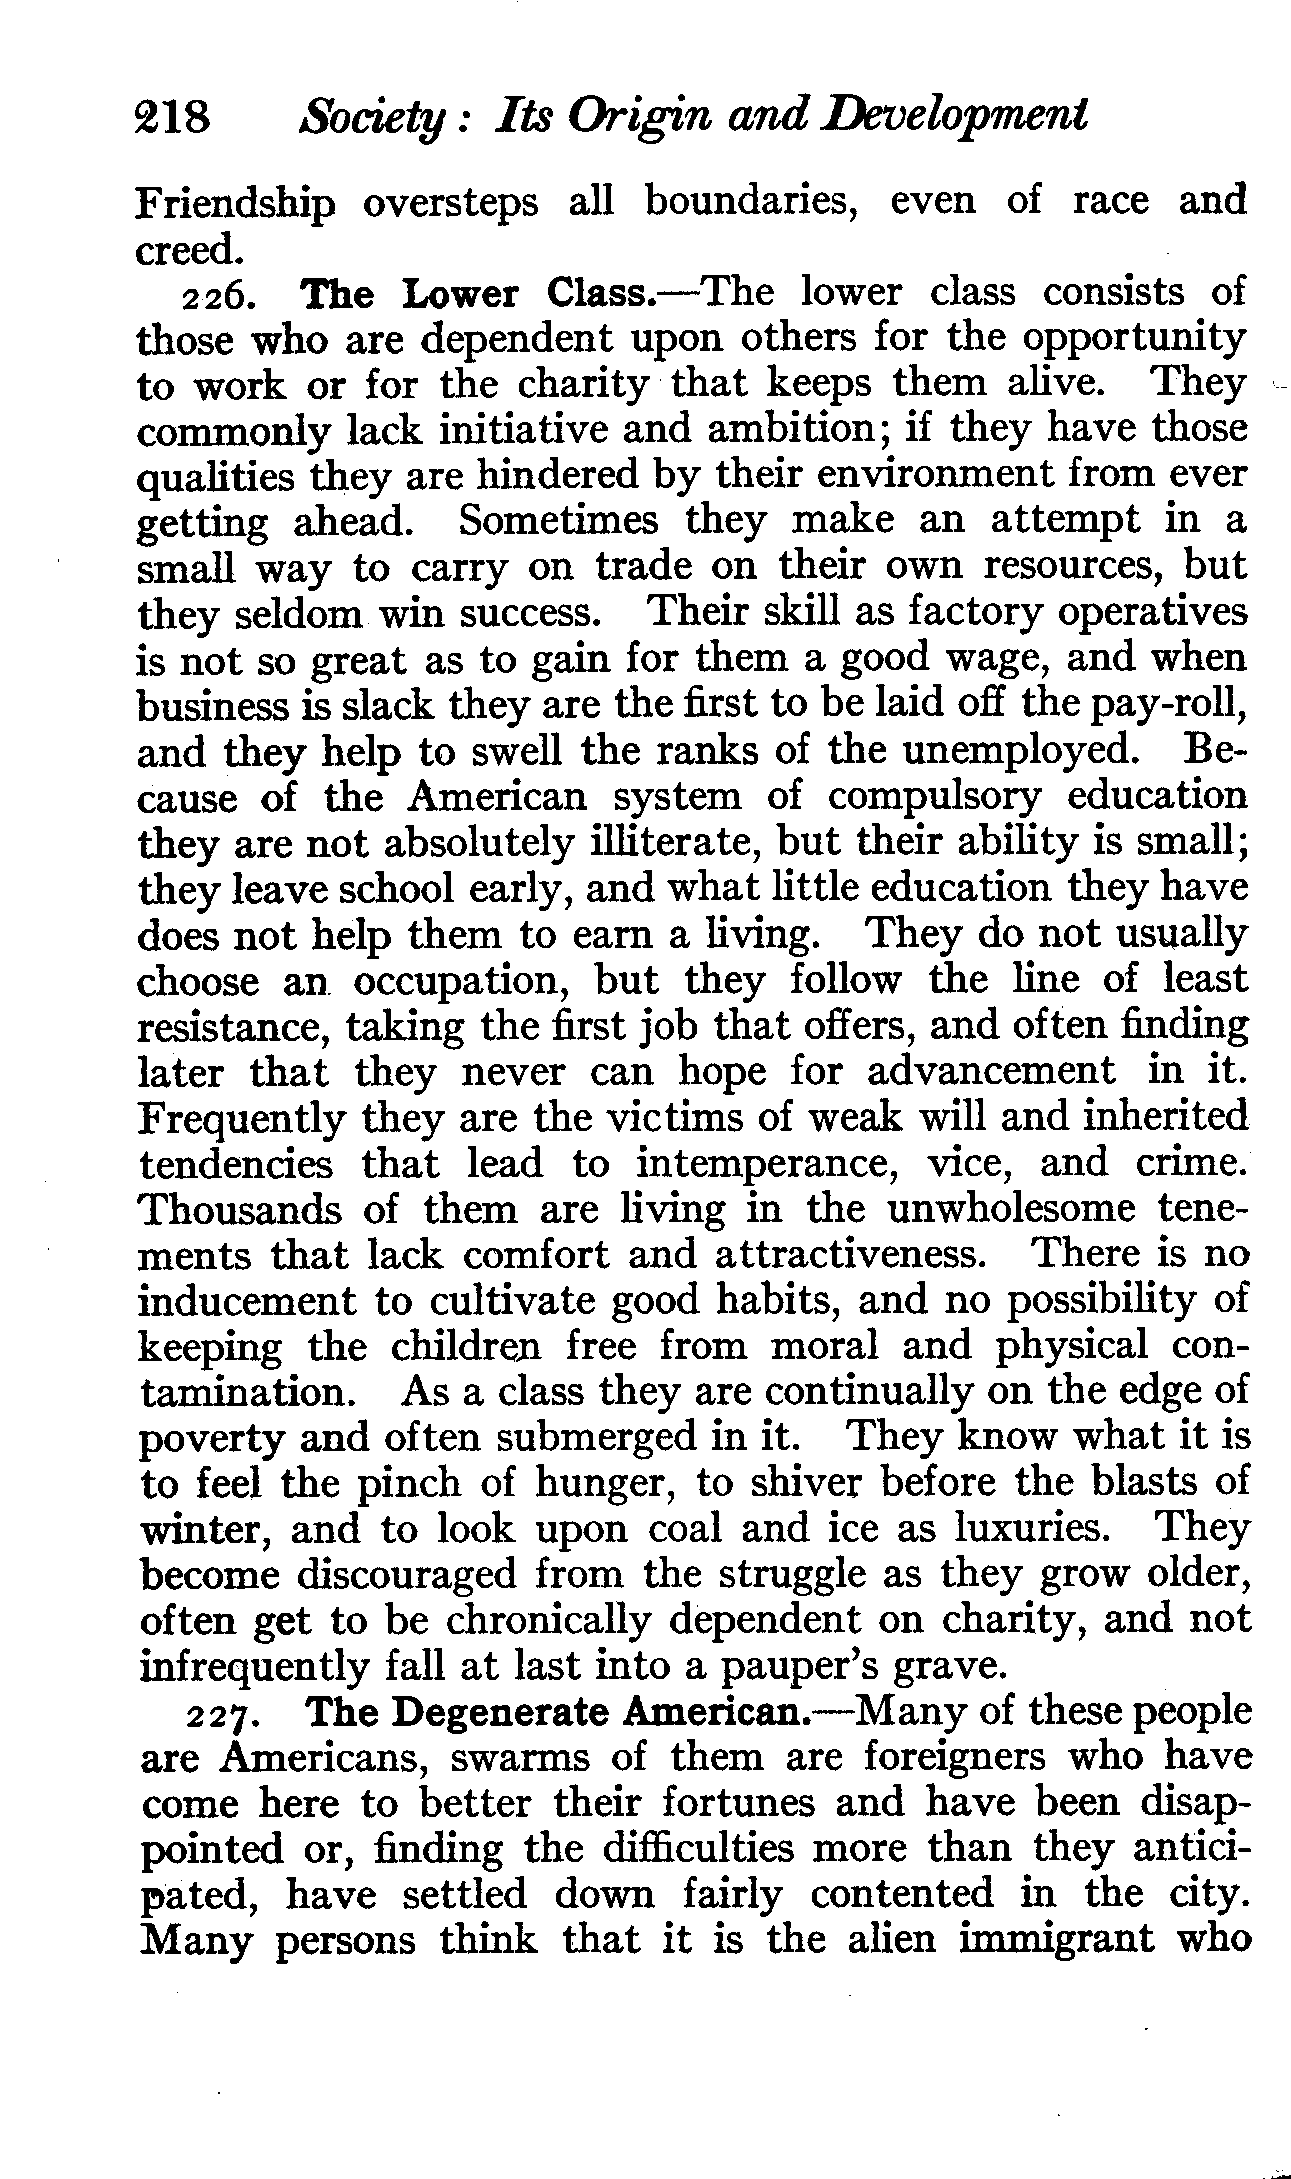 218 Society : Its Origin and Development
Friendship oversteps all boundaries, even of race and
creed.
226. The Lower Class.—The lower class consists of
those who are dependent upon others for the opportunity
to work or for the charity that keeps them alive. They
commonly lack initiative and ambition; if they have those
qualities they are hindered by their environment from ever
getting ahead. Sometimes they make an attempt in a
small way to carry on trade on their own resources, but
they seldom win success. Their skill as factory operatives
is not so great as to gain for them a good wage, and when
business is slack they are the first to be laid off the pay-roll,
and they help to swell the ranks of the unemployed. Be-
cause of the American system of compulsory education
they are not absolutely illiterate, but their ability is small;
they leave school early, and what little education they have
does not help them to earn a living. They do not usually
choose an occupation, but they follow the line of least
resistance, taking the first job that offers, and often finding
later that they never can hope for advancement in it.
Frequently they are the victims of weak will and inherited
tendencies that lead to intemperance, vice, and crime.
Thousands of them are living in the unwholesome tene-
ments that lack comfort and attractiveness. There is no
inducement to cultivate good habits, and no possibility of
keeping the children free from moral and physical con-
tamination. As a class they are continually on the edge of
poverty and often submerged in it. They know what it is
to feel the pinch of hunger, to shiver before the blasts of
winter, and to look upon coal and ice as luxuries. They
become discouraged from the struggle as they grow older,
often get to be chronically dependent on charity, and not
infrequently fall at last into a pauper's grave.
227. The Degenerate American.—Many of these people
are Americans, swarms of them are foreigners who have
come here to better their fortunes and have been disap-
pointed or, finding the difficulties more than they antici-
pated, have settled down fairly contented in the city.
Many persons think that it is the alien immigrant who